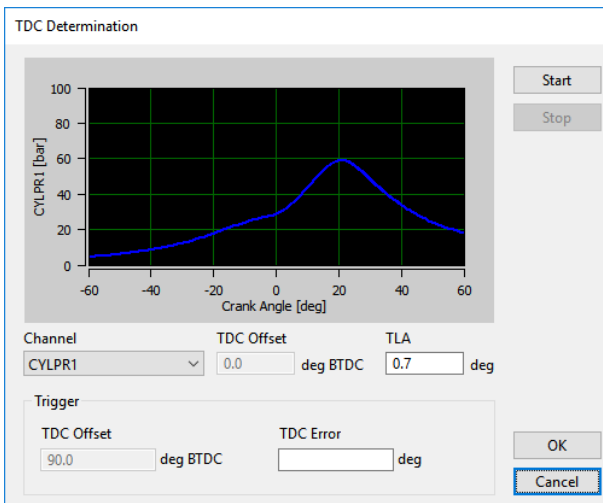 TDC Determination
100
80
60
40
20
0
CYLPR1 [bar]
-60 -40 -20 0 20 40 60
Crank Angle [deg]
Start
Stop
Channel TDC Offset TLA
CYLPR1 0.0 deg BTDC 0.7 deg
Trigger
TDC Offset TDC Error
90.0 deg BTDC deg
OK
Cancel